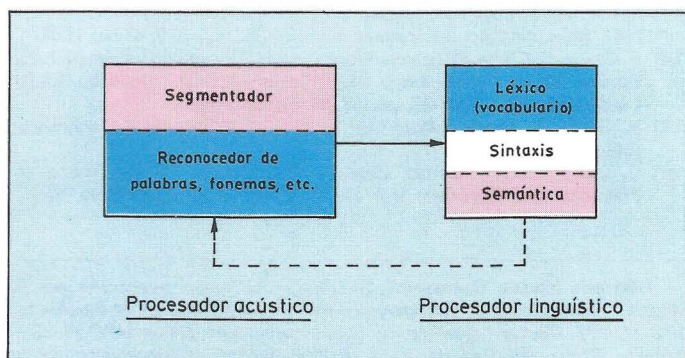 Segmentador
Reconocedor de
palabras, fonemas, etc.
Léxico
(vocabulario)
Sintaxis
Semántica
Procesador acústico
Procesador linguístico